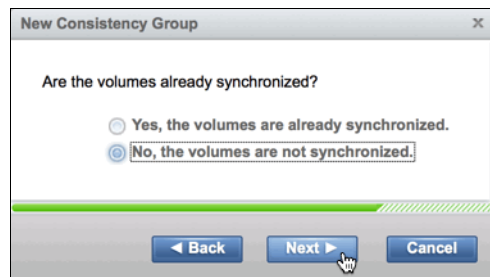 New Consistency Group
Are the volumes already synchronized?
Yes, the volumes are already synchronized.
No, the volumes are not synchronized.
Back
Next
Cancel